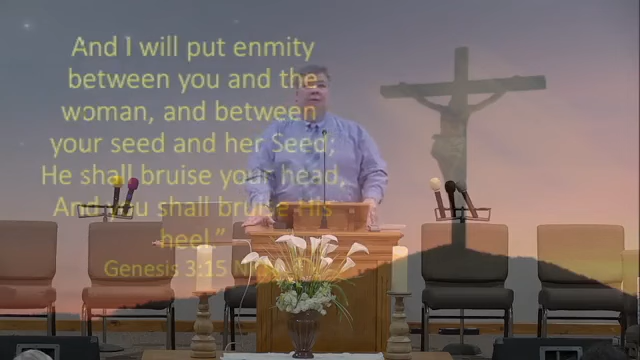 And I will put enmity
between you and the
woman, and between
your seed and her Seed;
He shall bruise your head,
And you shall bruise His
heel."
Genesis 3:15